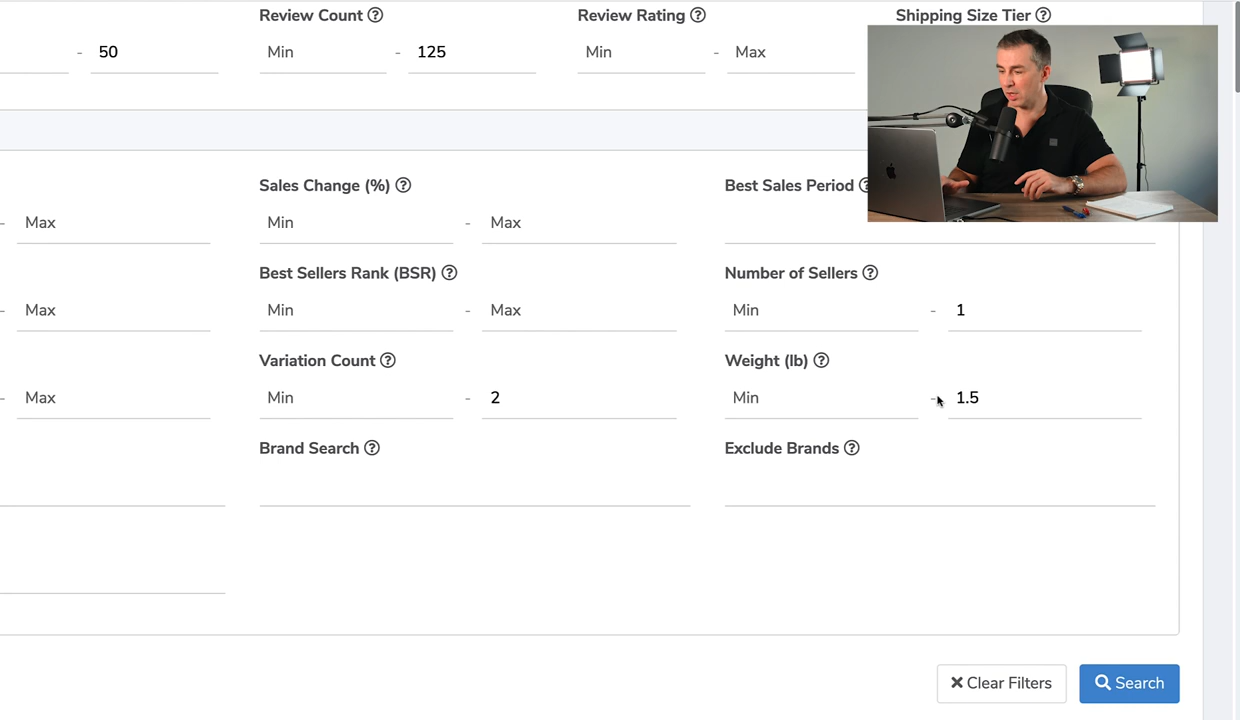 Review Count
Review Rating
Shipping Size Tier
- 50
Min - 125
Min - Max
Sales Change (%)
Best Sales Period
- Max
Min - Max
Best Sellers Rank (BSR)
Number of Sellers
- Max
Min - Max
Min - 1
Variation Count
Weight (lb)
- Max
Min - 2
Min - 1.5
Brand Search
Exclude Brands
Clear Filters
Search